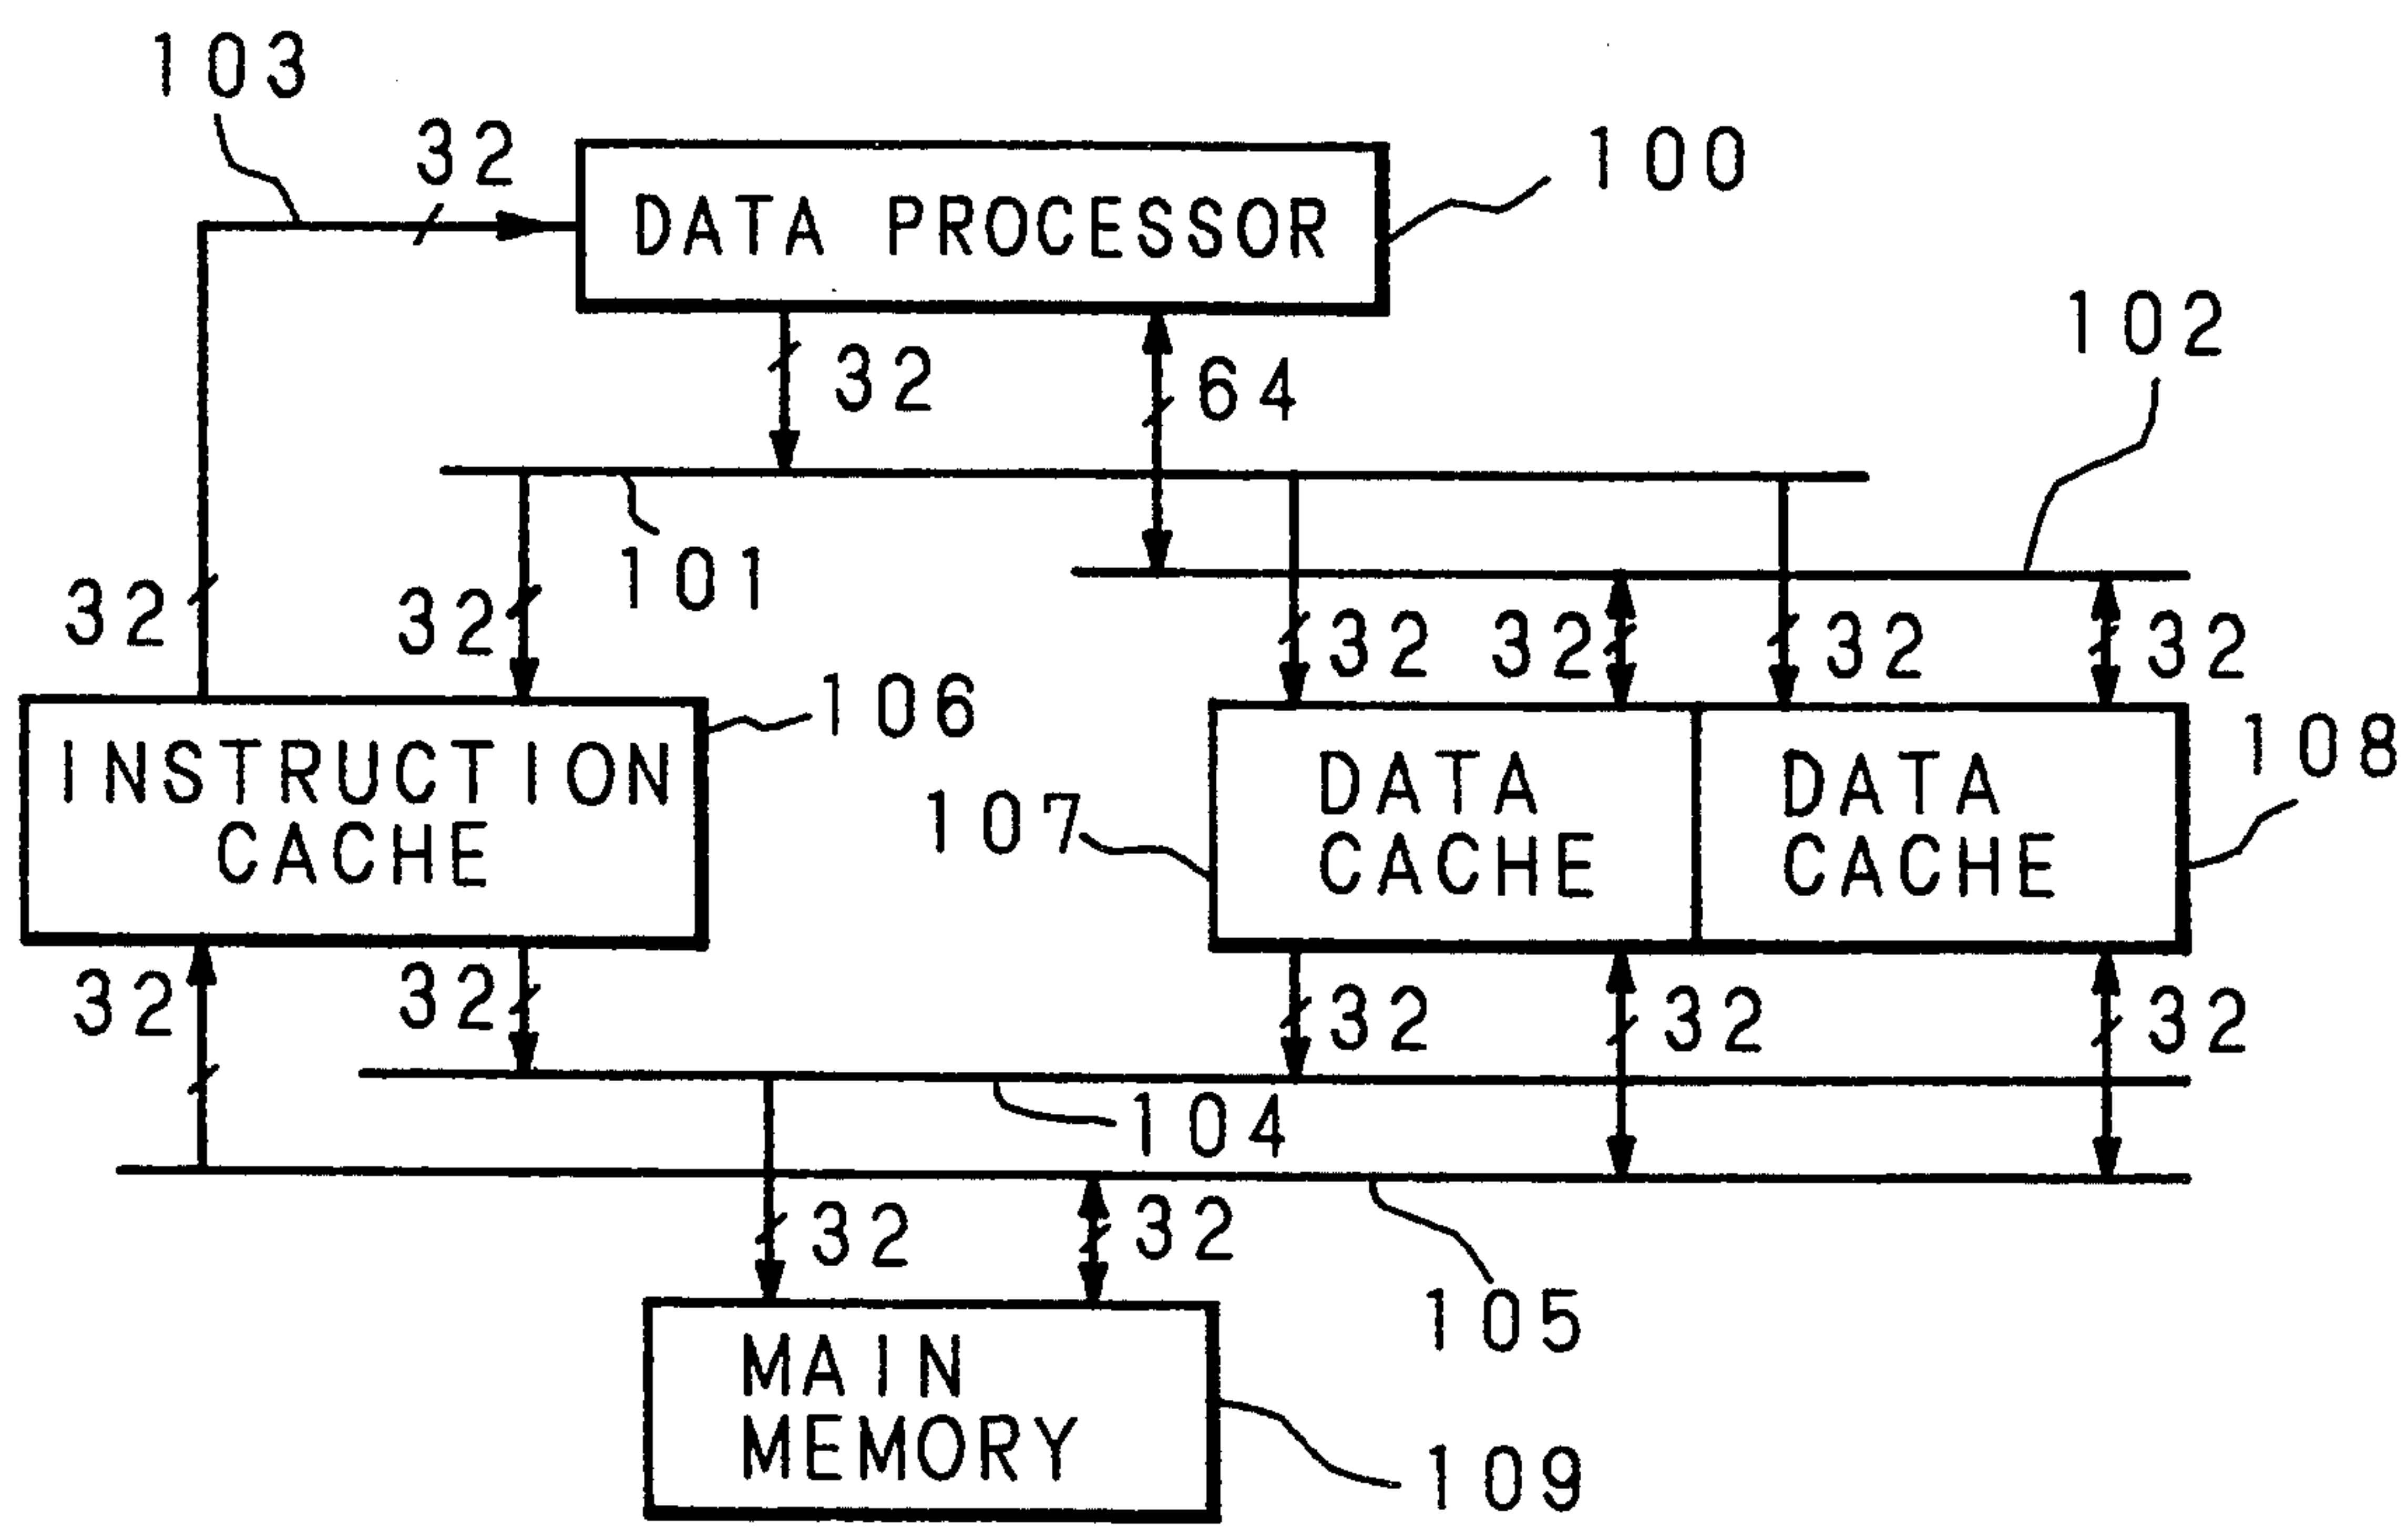 103
32
100
DATA PROCESSOR
102
32
64
101
32
32
32
32
32
32
106
108
INSTRUCTION
CACHE
107
DATA
CACHE
DATA
CACHE
32
32
32
32
32
104
32
32
105
MAIN
MEMORY
109